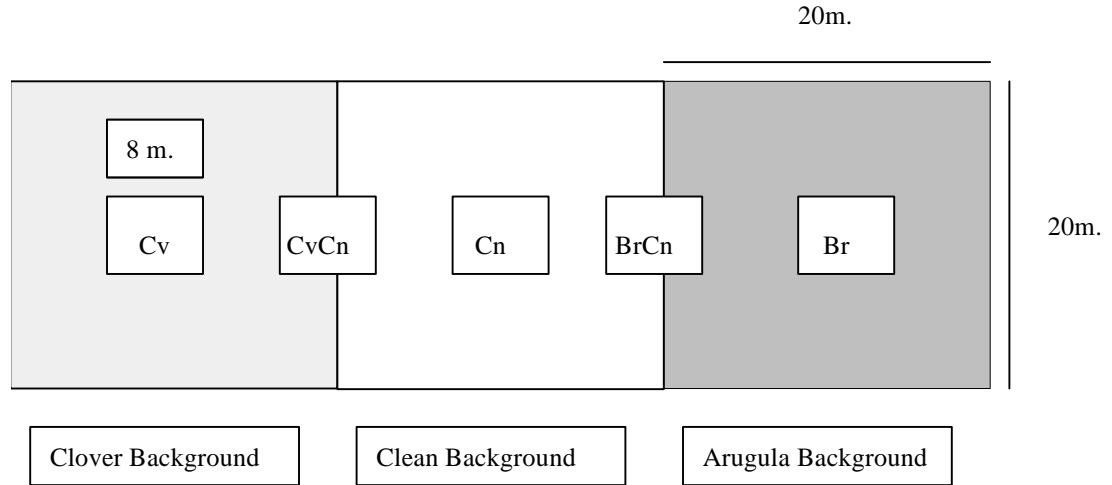 20m.
8 m.
Cv
CvCn
Cn
BrCn
Br
20m.
Clover Background
Clean Background
Arugula Background